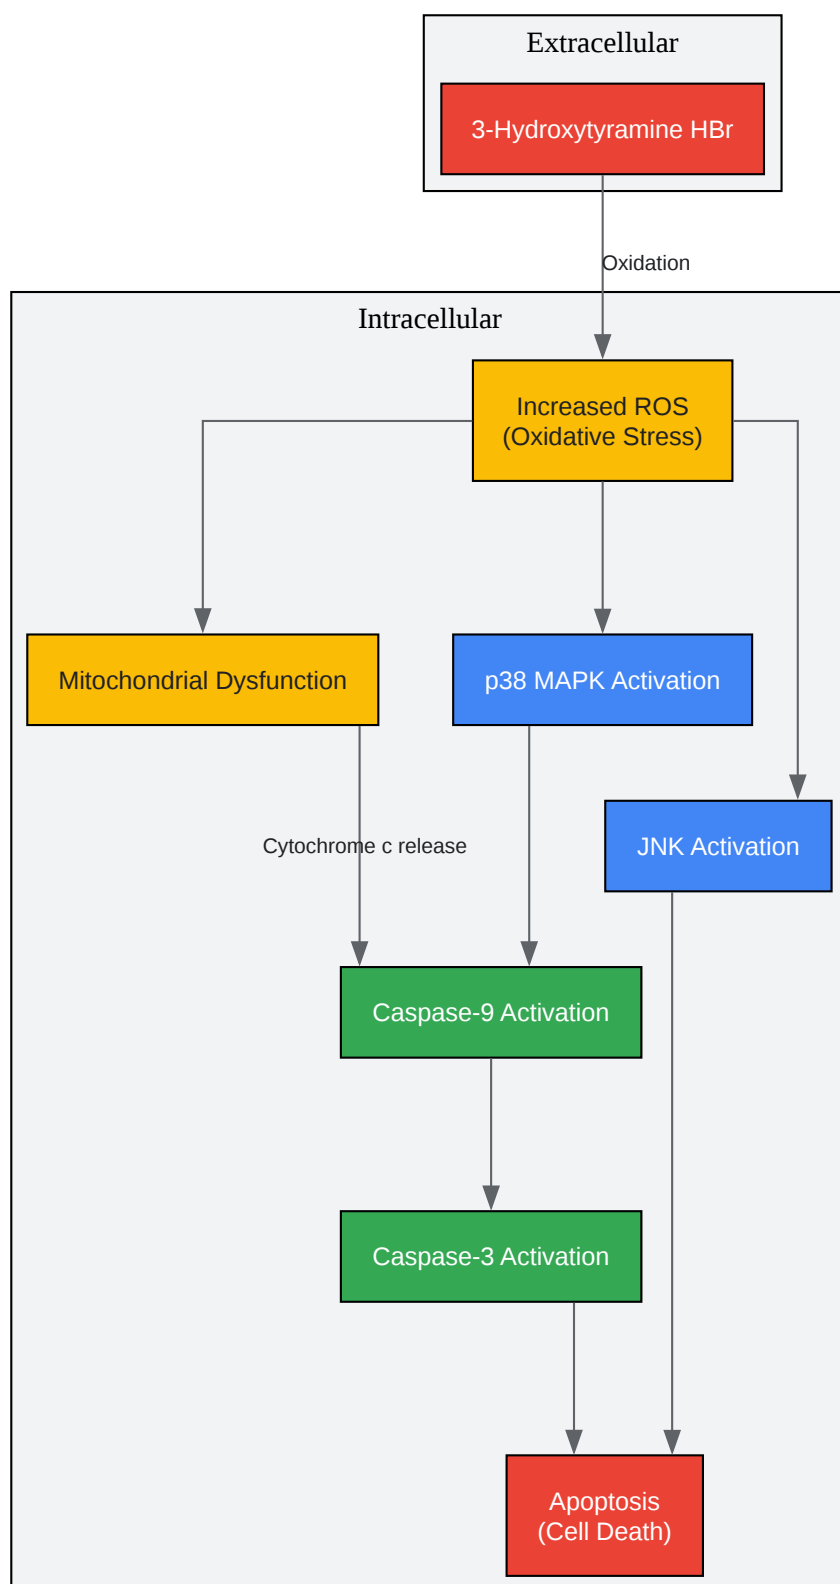 Extracellular
3-Hydroxytyramine HBr
Oxidation
Intracellular
Increased ROS
(Oxidative Stress)
Mitochondrial Dysfunction
p38 MAPK Activation
JNK Activation
Cytochrome c release
Caspase-9 Activation
Caspase-3 Activation
Apoptosis
(Cell Death)